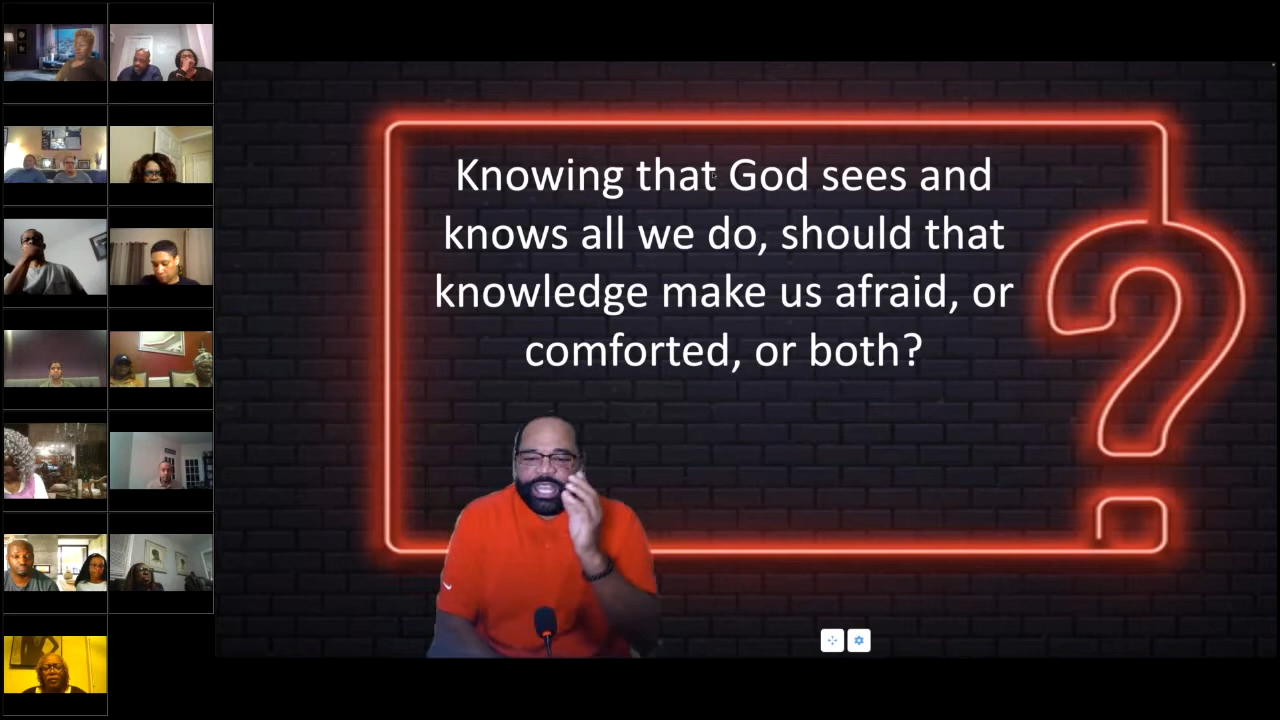 Knowing that God sees and
knows all we do, should that
knowledge make us afraid, or
comforted, or both?